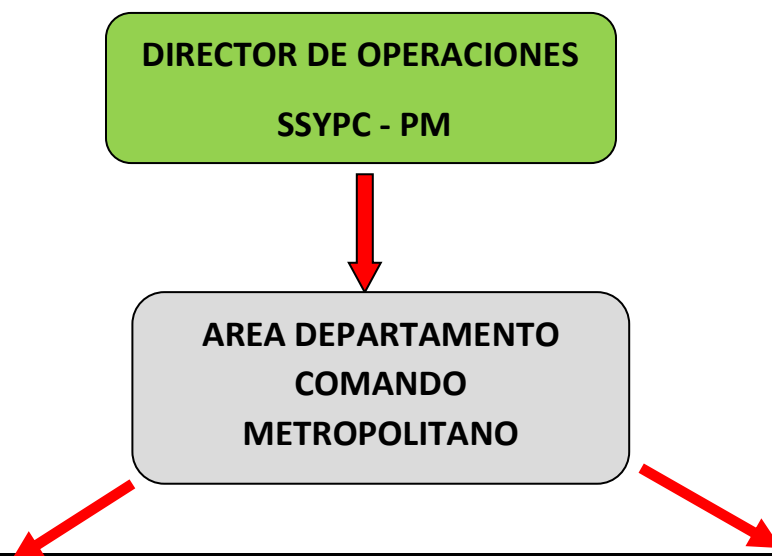 DIRECTOR DE OPERACIONES
SSYPC - PM
AREA DEPARTAMENTO
COMANDO
METROPOLITANO